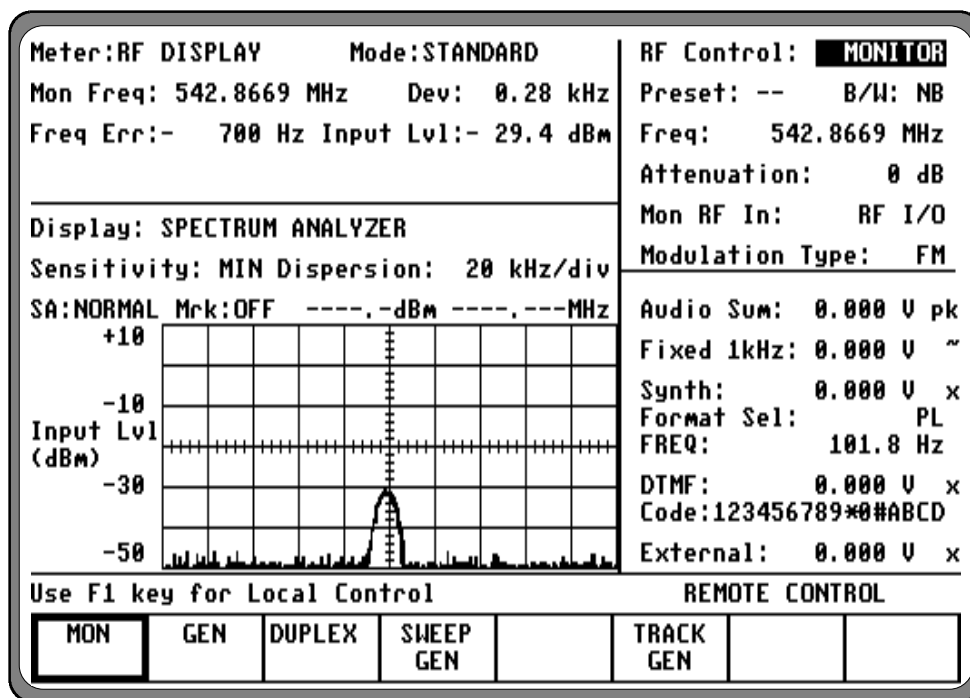 Meter:RF DISPLAY Mode:STANDARD
Mon Freq: 542.8669 MHz Dev: 0.28 kHz
Freq Err:- 700 Hz Input Lvl:- 29.4 dBm
Display: SPECTRUM ANALYZER
Sensitivity: MIN Dispersion: 20 kHz/div
SA:NORMAL Mrk:OFF ----.-dBm ----.---MHz
+10
-10
Input Lvl
(dBm)
-30
-50
RF Control: MONITOR
Preset: -- B/W: NB
Freq: 542.8669 MHz
Attenuation: 0 dB
Mon RF In: RF I/O
Modulation Type: FM
Audio Sum: 0.000 V pk
Fixed 1kHz: 0.000 V ~
Synth: 0.000 V x
Format Sel: PL
FREQ: 101.8 Hz
DTMF: 0.000 V x
Code:123456789*0#ABCD
External: 0.000 V x
Use F1 key for Local Control REMOTE CONTROL
MON GEN DUPLEX SWEEP GEN TRACK GEN